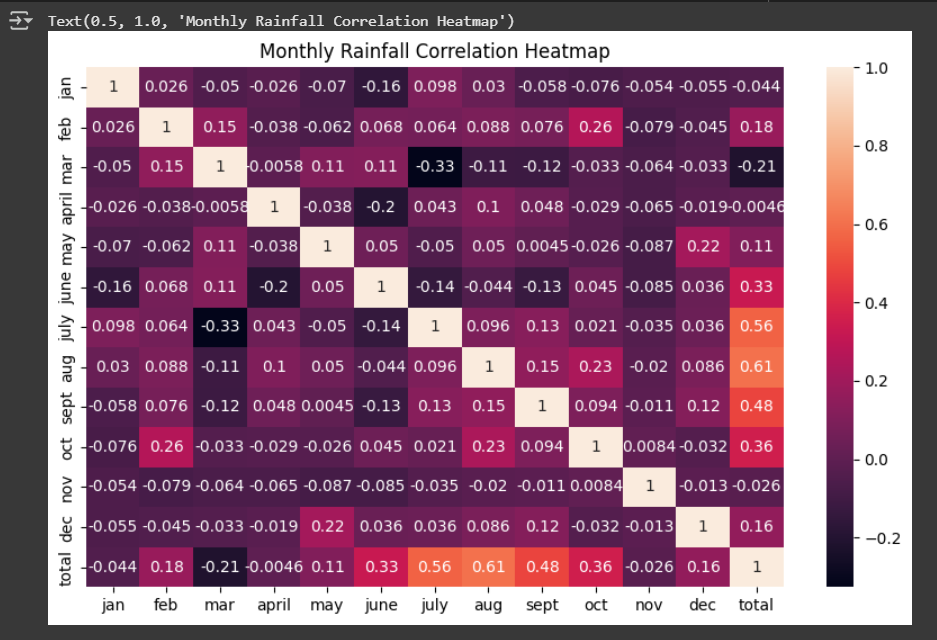 Text(0.5, 1.0, 'Monthly Rainfall Correlation Heatmap')
Monthly Rainfall Correlation Heatmap
jan 1 0.026 -0.05 -0.026 -0.07 -0.16 0.098 0.03 -0.058 -0.076 -0.054 -0.055 -0.044
feb 0.026 1 0.15 -0.038 -0.062 0.068 0.064 0.088 0.076 0.26 -0.079 -0.045 0.18
mar -0.05 0.15 1 -0.0058 0.11 0.11 -0.33 -0.11 -0.12 -0.033 -0.064 -0.033 -0.21
april -0.026 -0.038 -0.0058 1 -0.038 -0.2 0.043 0.1 0.048 -0.029 -0.065 -0.019 -0.0046
may -0.07 -0.062 0.11 -0.038 1 0.05 -0.05 0.05 0.0045 -0.026 -0.087 0.22 0.11
june -0.16 0.068 0.11 -0.2 0.05 1 -0.14 -0.044 -0.13 0.045 -0.085 0.036 0.33
july 0.098 0.064 -0.33 0.043 -0.05 -0.14 1 0.096 0.13 0.021 -0.035 0.036 0.56
aug 0.03 0.088 -0.11 0.1 0.05 -0.044 0.096 1 0.15 0.23 -0.02 0.086 0.61
sept -0.058 0.076 -0.12 0.048 0.0045 -0.13 0.13 0.15 1 0.094 -0.011 0.12 0.48
oct -0.076 0.26 -0.033 -0.029 -0.026 0.045 0.021 0.23 0.094 1 0.0084 -0.032 0.36
nov -0.054 -0.079 -0.064 -0.065 -0.087 -0.085 -0.035 -0.02 -0.011 0.0084 1 -0.013 -0.026
dec -0.055 -0.045 -0.033 -0.019 0.22 0.036 0.036 0.086 0.12 -0.032 -0.013 1 0.16
total -0.044 0.18 -0.21 -0.0046 0.11 0.33 0.56 0.61 0.48 0.36 -0.026 0.16 1
jan feb mar april may june july aug sept oct nov dec total
1.0
0.8
0.6
0.4
0.2
0.0
−0.2